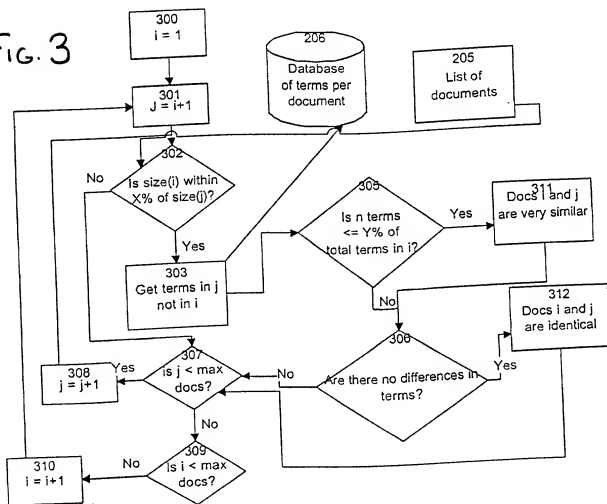 FIG. 3
300
i = 1
301
J = i+1
206
Database
of terms per
document
205
List of
documents
302
Is size(i) within
X% of size(j)?
No
Yes
303
Get terms in j
not in i
305
Is n terms
<= Y% of
total terms in i?
Yes
No
311
Docs i and j
are very similar
306
Are there no differences in
terms?
No
Yes
312
Docs i and j
are identical
307
is j < max
docs?
Yes
No
308
j = j+1
309
Is i < max
docs?
No
310
i = i+1